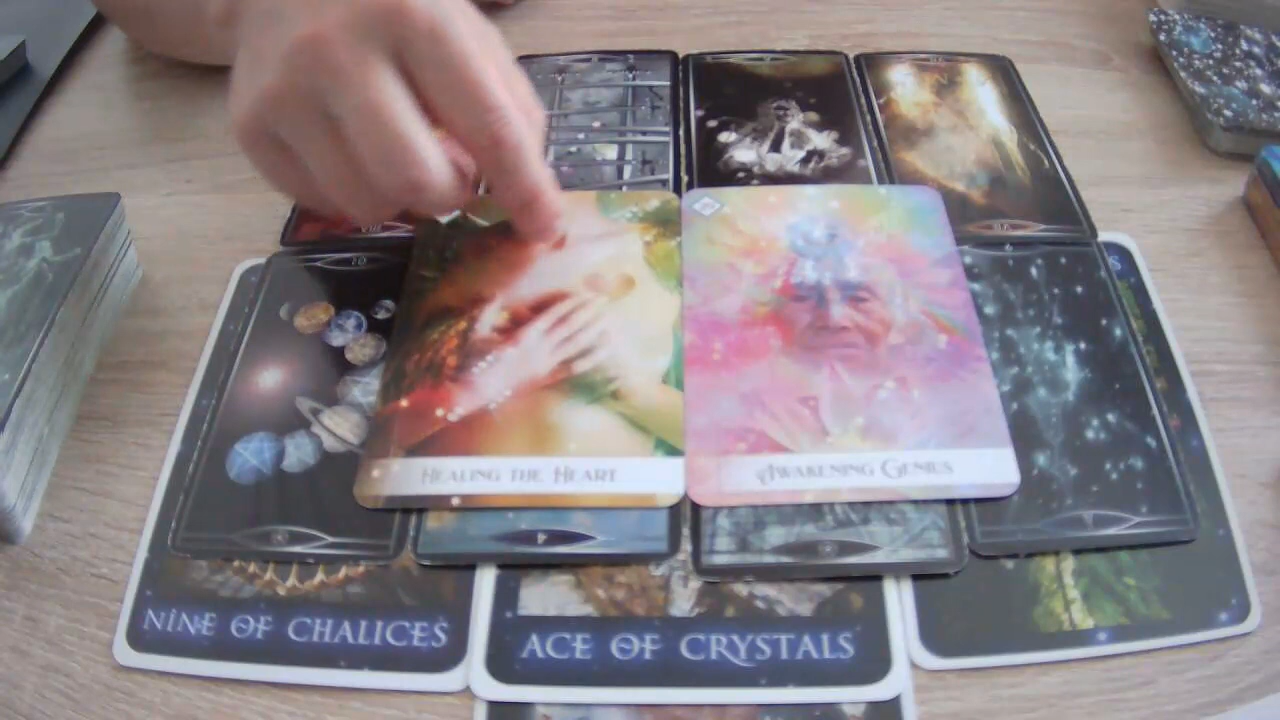 HEALING THE HEART
AWAKENING GENIUS
NINE OF CHALICES
ACE OF CRYSTALS